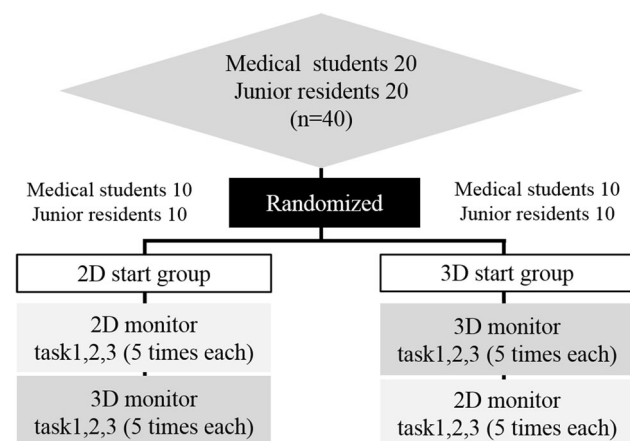 Medical students 20
Junior residents 20
(n=40)
Medical students 10
Junior residents 10
Randomized
Medical students 10
Junior residents 10
2D start group
3D start group
2D monitor
task1,2,3 (5 times each)
3D monitor
task1,2,3 (5 times each)
3D monitor
task1,2,3 (5 times each)
2D monitor
task1,2,3 (5 times each)